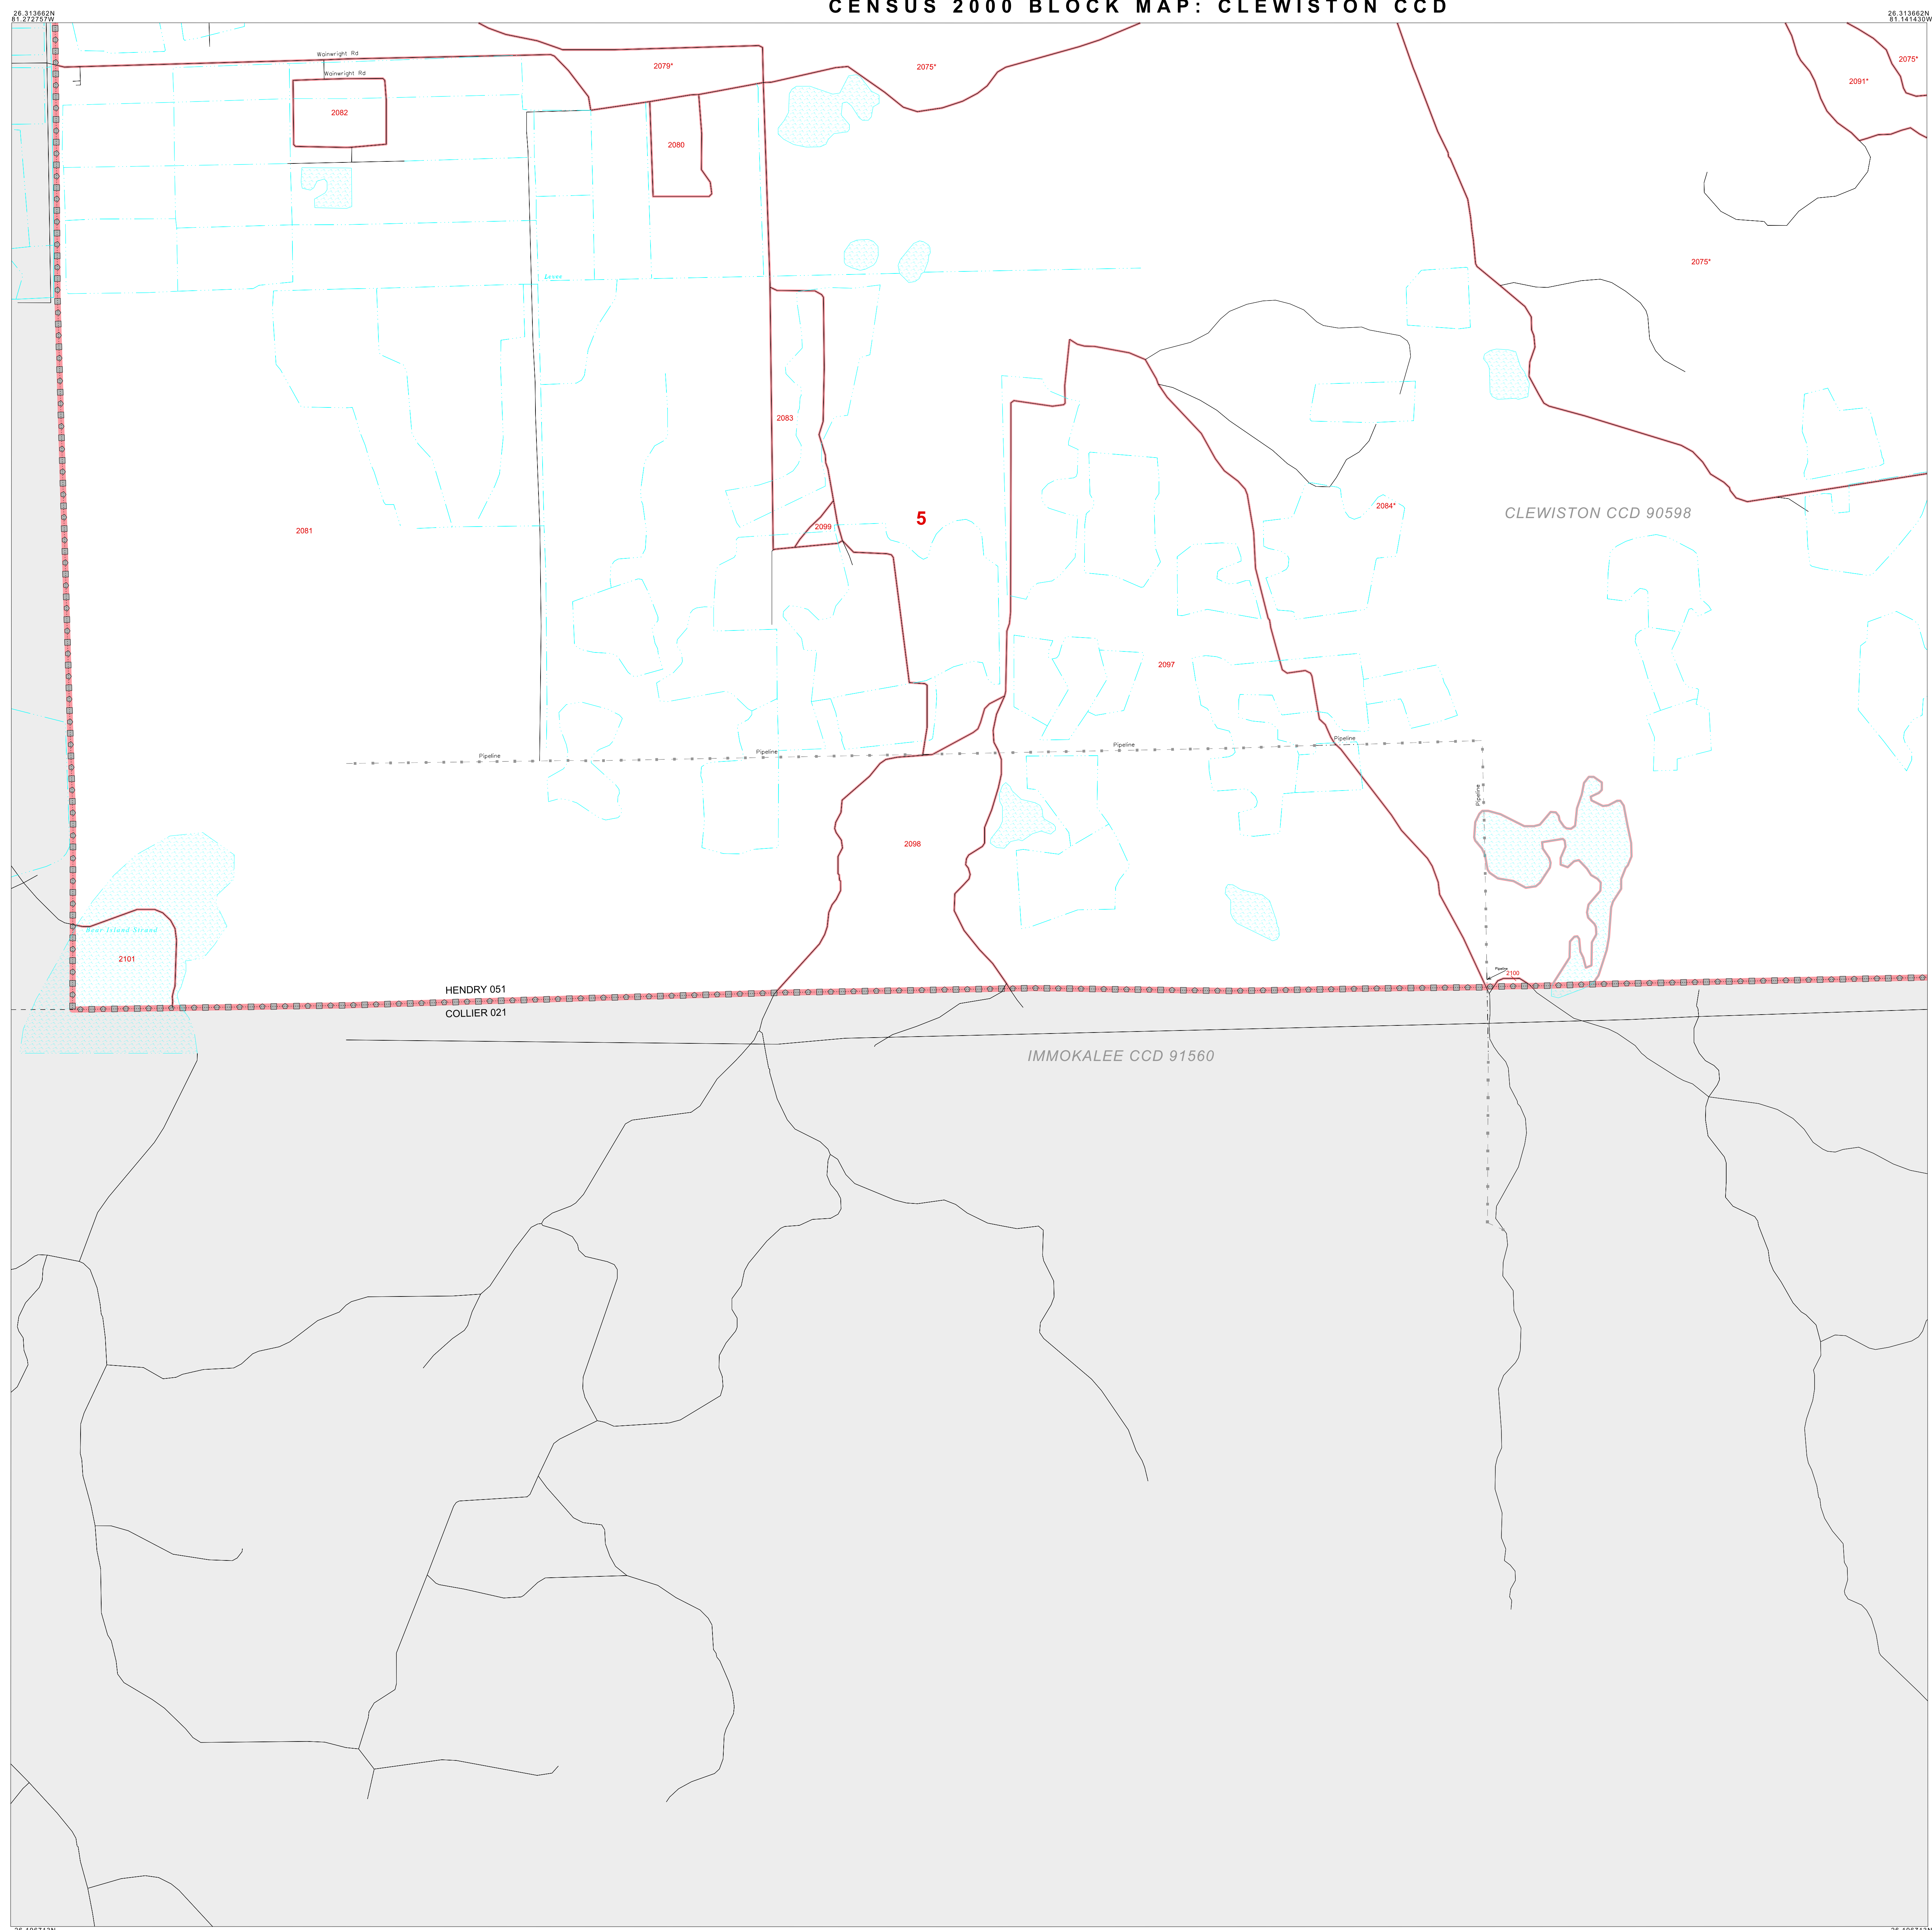 CENSUS 2000 BLOCK MAP: CLEWISTON CCD
26.313662N
81.272757W
26.313662N
81.141430W
Wainwright Rd
Wainwright Rd
2079*
2075*
2075*
2091*
2082
2080
2075*
2083
2081
2099
5
2084*
CLEWISTON CCD 90598
2097
Pipeline
Pipeline
Pipeline
Pipeline
Pipeline
2098
Bear Island Strand
2101
Pipeline
2100
HENDRY 051
COLLIER 021
IMMOKALEE CCD 91560